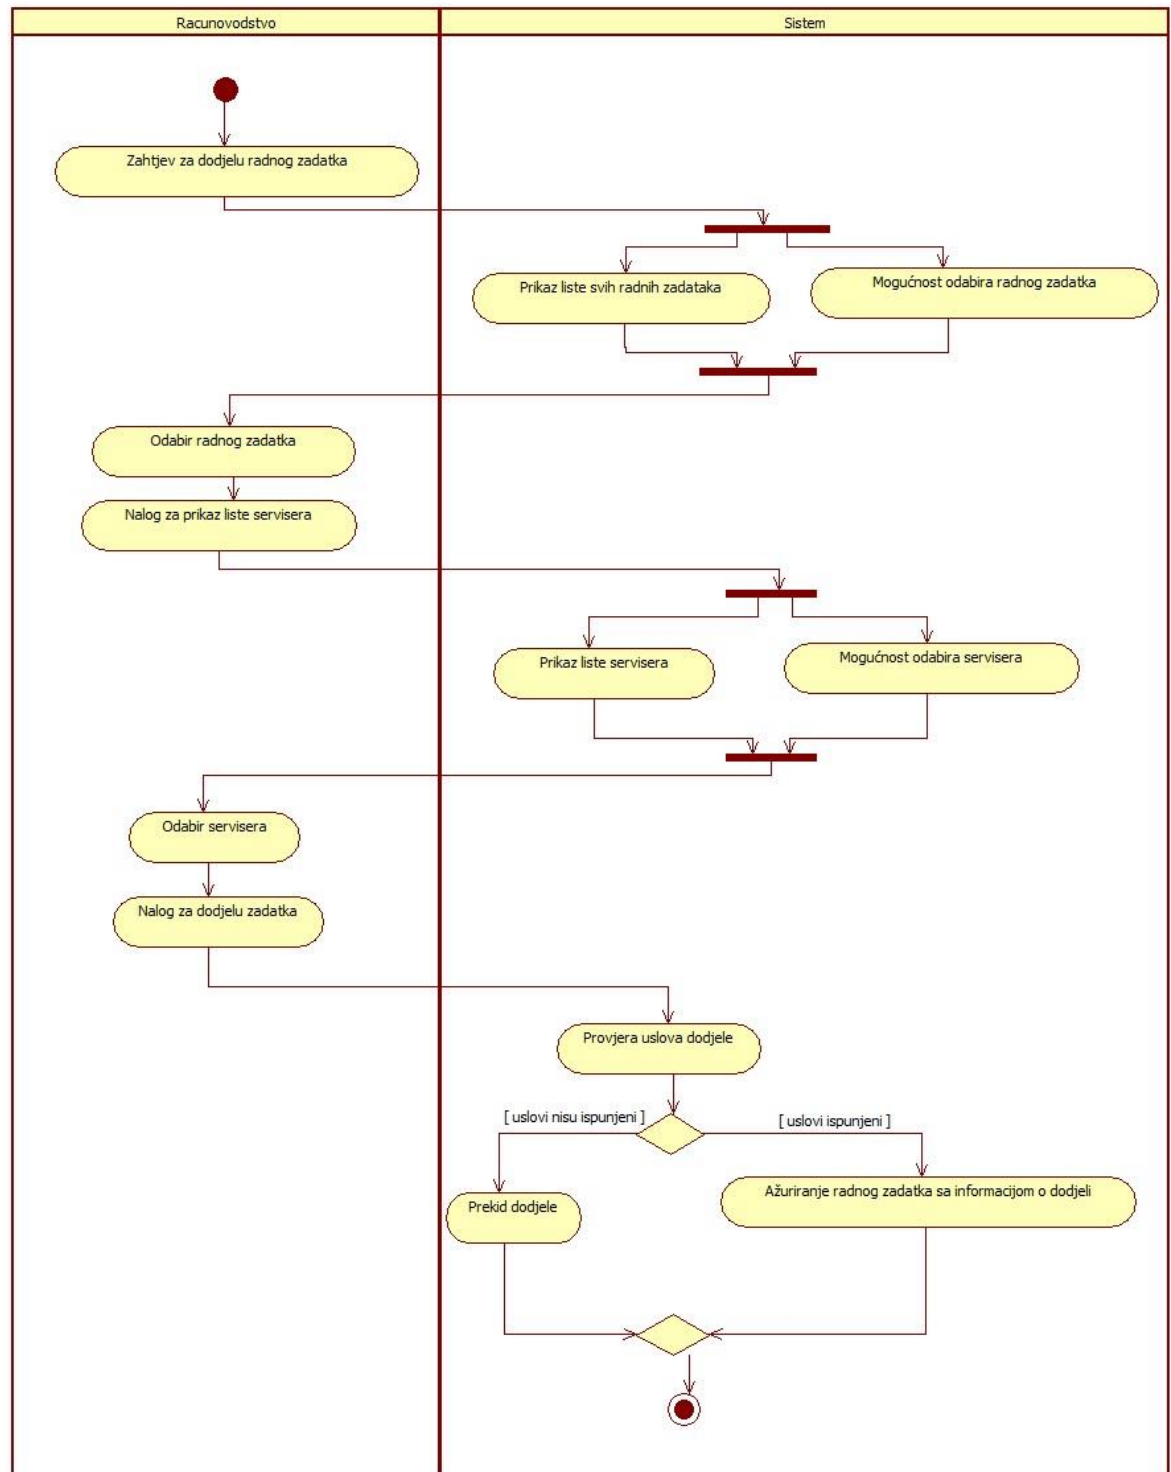 Racunovodstvo
Sistem
Zahtjev za dodjelu radnog zadatka
Prikaz liste svih radnih zadataka
Mogućnost odabira radnog zadatka
Odabir radnog zadatka
Nalog za prikaz liste servisera
Prikaz liste servisera
Mogućnost odabira servisera
Odabir servisera
Nalog za dodjelu zadatka
Provjera uslova dodjele
[ uslovi nisu ispunjeni ]
[ uslovi ispunjeni ]
Prekid dodjele
Ažuriranje radnog zadatka sa informacijom o dodjeli